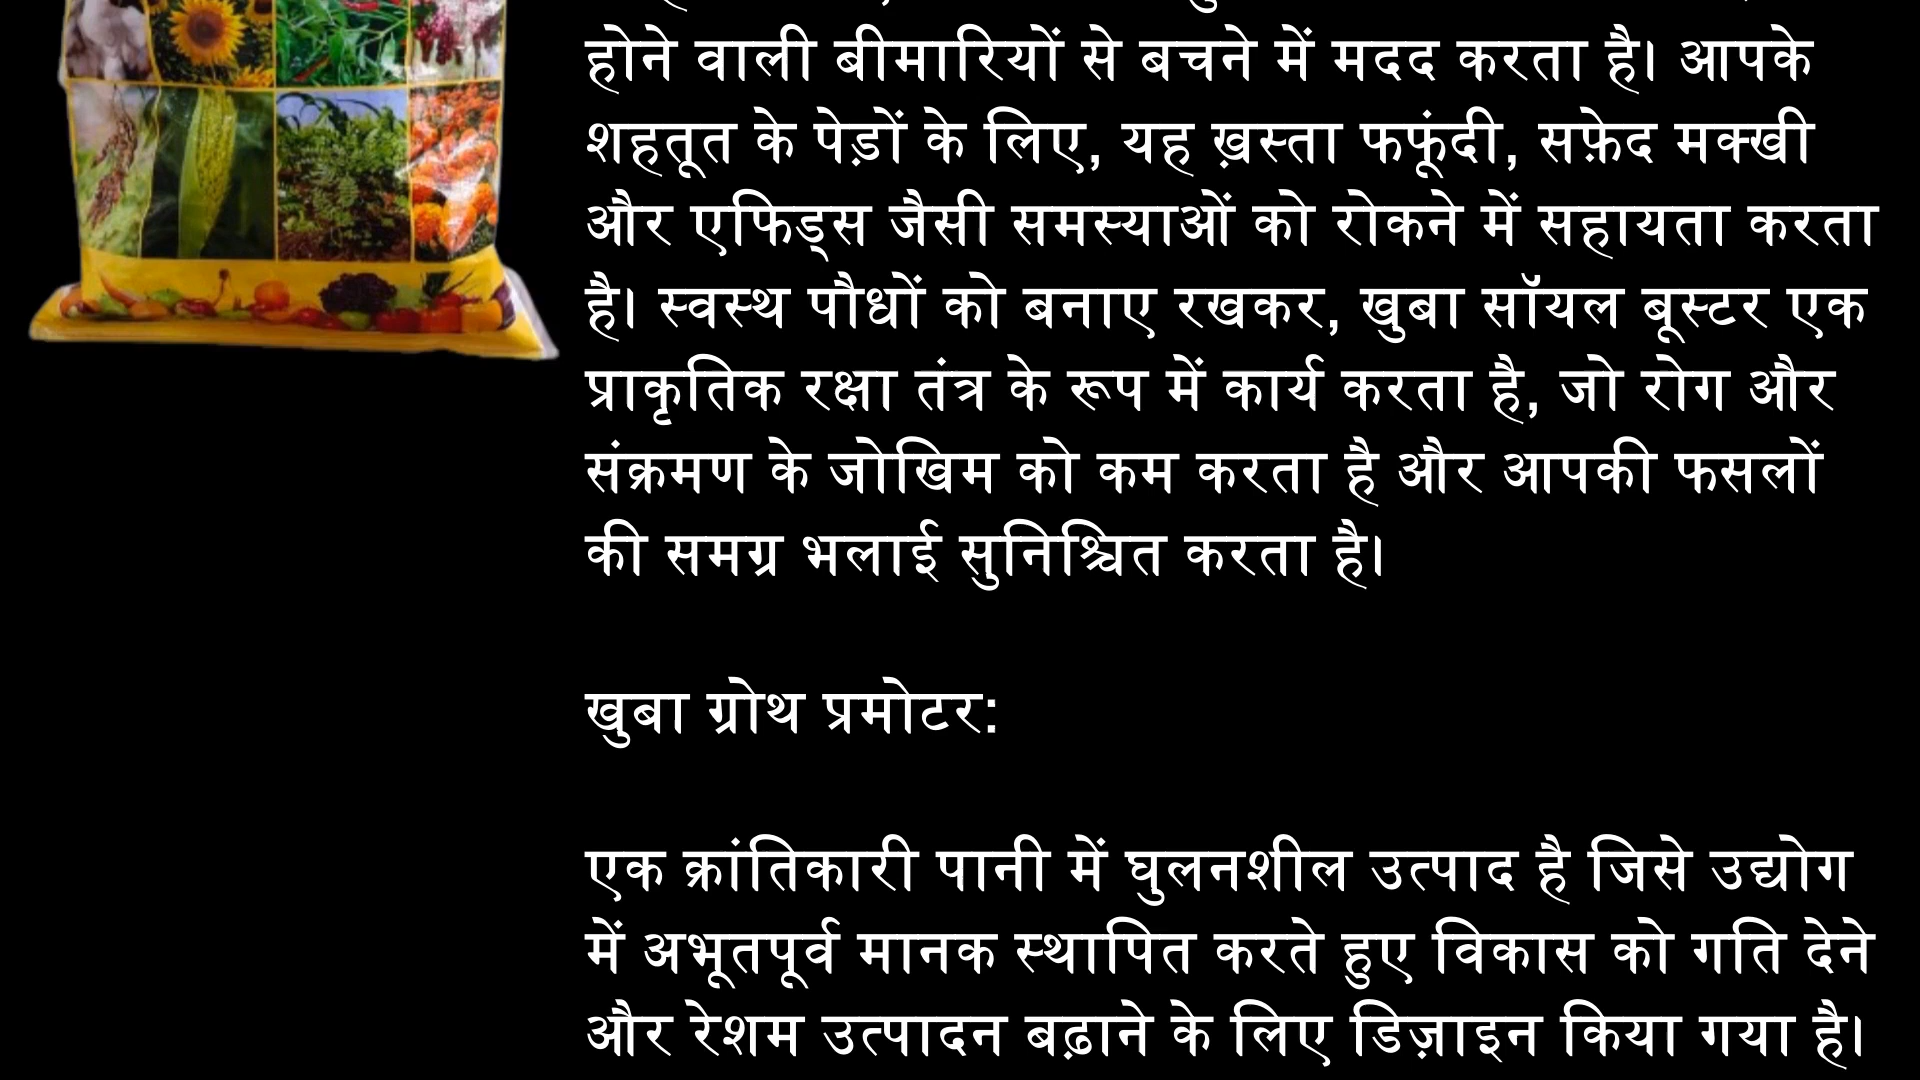 होने वाली बीमारियों से बचने में मदद करता है। आपके
शहतूत के पेड़ों के लिए, यह ख़स्ता फफूंदी, सफ़ेद मक्खी
और एफिड्स जैसी समस्याओं को रोकने में सहायता करता
है। स्वस्थ पौधों को बनाए रखकर, खुबा सॉयल बूस्टर एक
प्राकृतिक रक्षा तंत्र के रूप में कार्य करता है, जो रोग और
संक्रमण के जोखिम को कम करता है और आपकी फसलों
की समग्र भलाई सुनिश्चित करता है।
खुबा ग्रोथ प्रमोटर:
एक क्रांतिकारी पानी में घुलनशील उत्पाद है जिसे उद्योग
में अभूतपूर्व मानक स्थापित करते हुए विकास को गति देने
और रेशम उत्पादन बढ़ाने के लिए डिज़ाइन किया गया है।